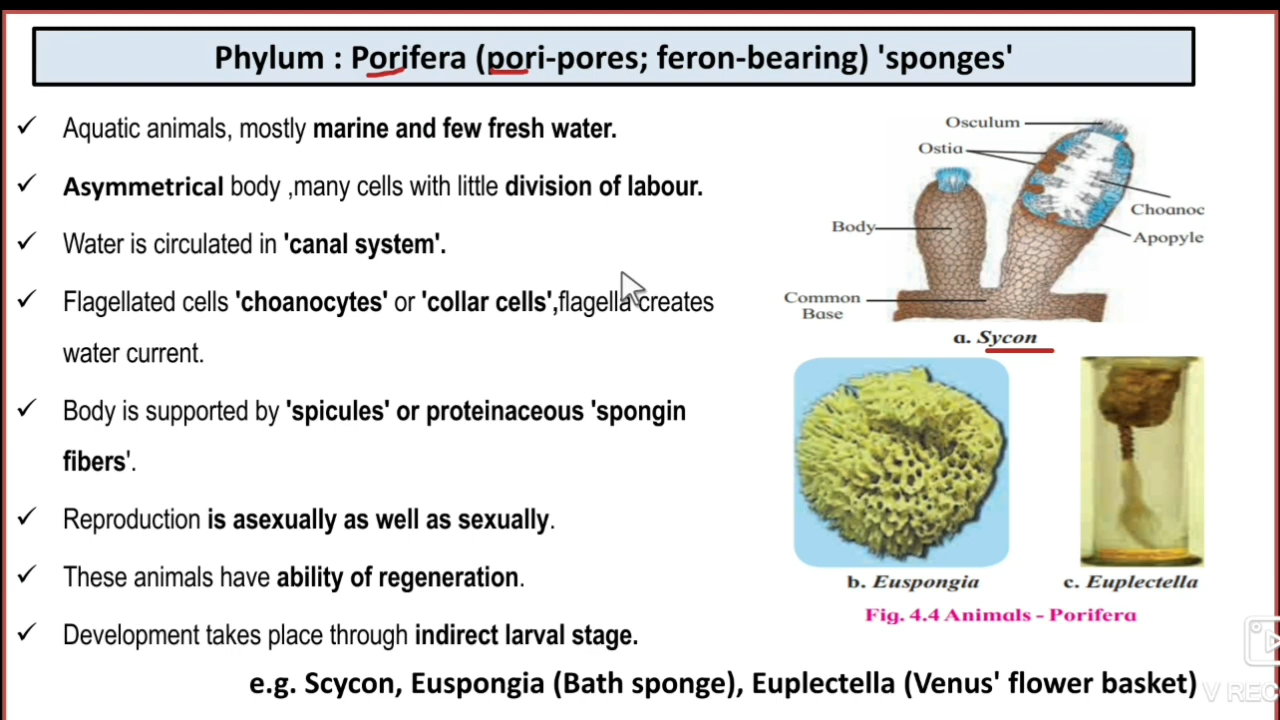 Phylum : Porifera (pori-pores; feron-bearing) 'sponges'
✓ Aquatic animals, mostly marine and few fresh water.
✓ Asymmetrical body ,many cells with little division of labour.
✓ Water is circulated in 'canal system'.
✓ Flagellated cells 'choanocytes' or 'collar cells',flagella creates
water current.
✓ Body is supported by 'spicules' or proteinaceous 'spongin
fibers'.
✓ Reproduction is asexually as well as sexually.
✓ These animals have ability of regeneration.
✓ Development takes place through indirect larval stage.
e.g. Scycon, Euspongia (Bath sponge), Euplectella (Venus' flower basket)
Osculum
Ostia
Choanoc
Body
Apopyle
Common
Base
a. Sycon
b. Euspongia
c. Euplectella
Fig. 4.4 Animals - Porifera
V REC